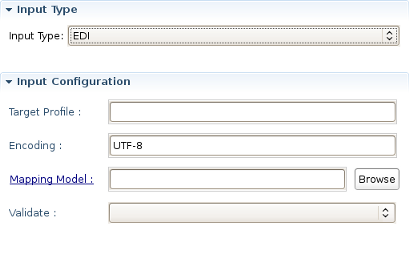 Input Type
Input Type: EDI
Input Configuration
Target Profile :
Encoding : UTF-8
Mapping Model : Browse
Validate :